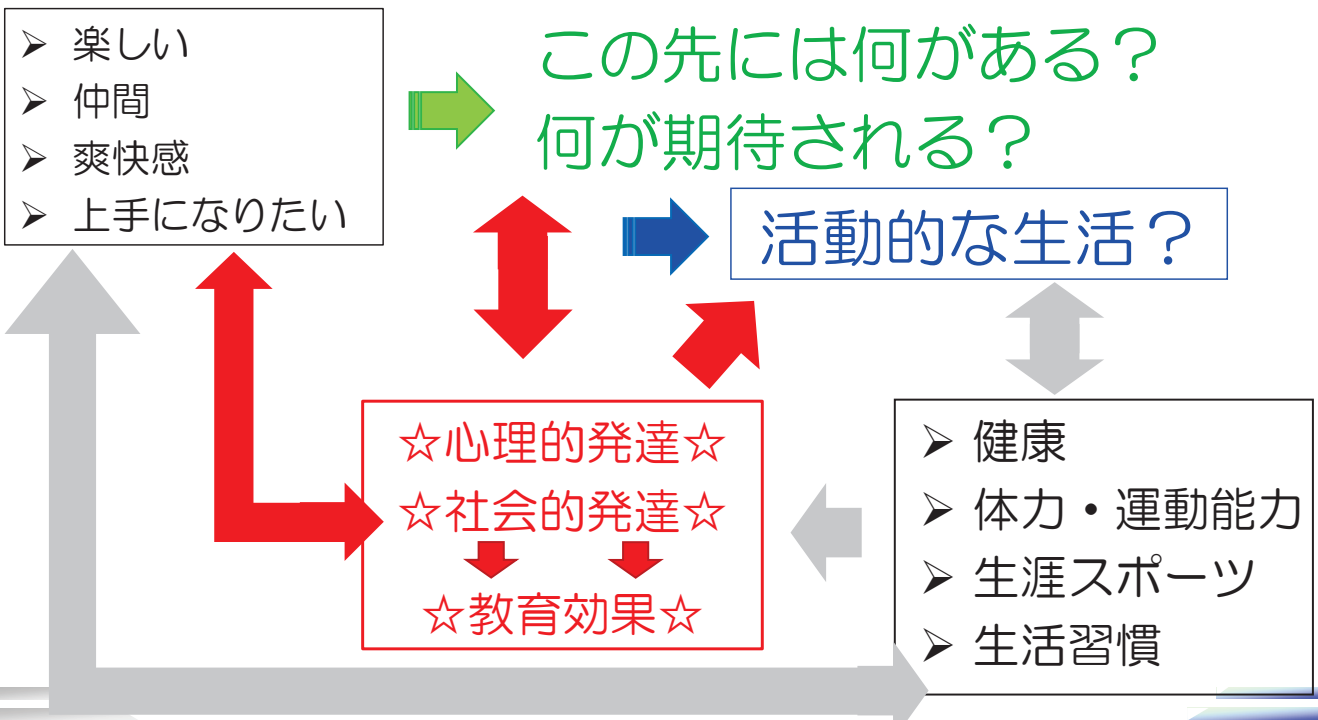 ➢ 楽しい
➢ 仲間
➢ 爽快感
➢ 上手になりたい
この先には何がある？
何が期待される？
活動的な生活？
☆心理的発達☆
☆社会的発達☆
☆教育効果☆
➢ 健康
➢ 体力・運動能力
➢ 生涯スポーツ
➢ 生活習慣